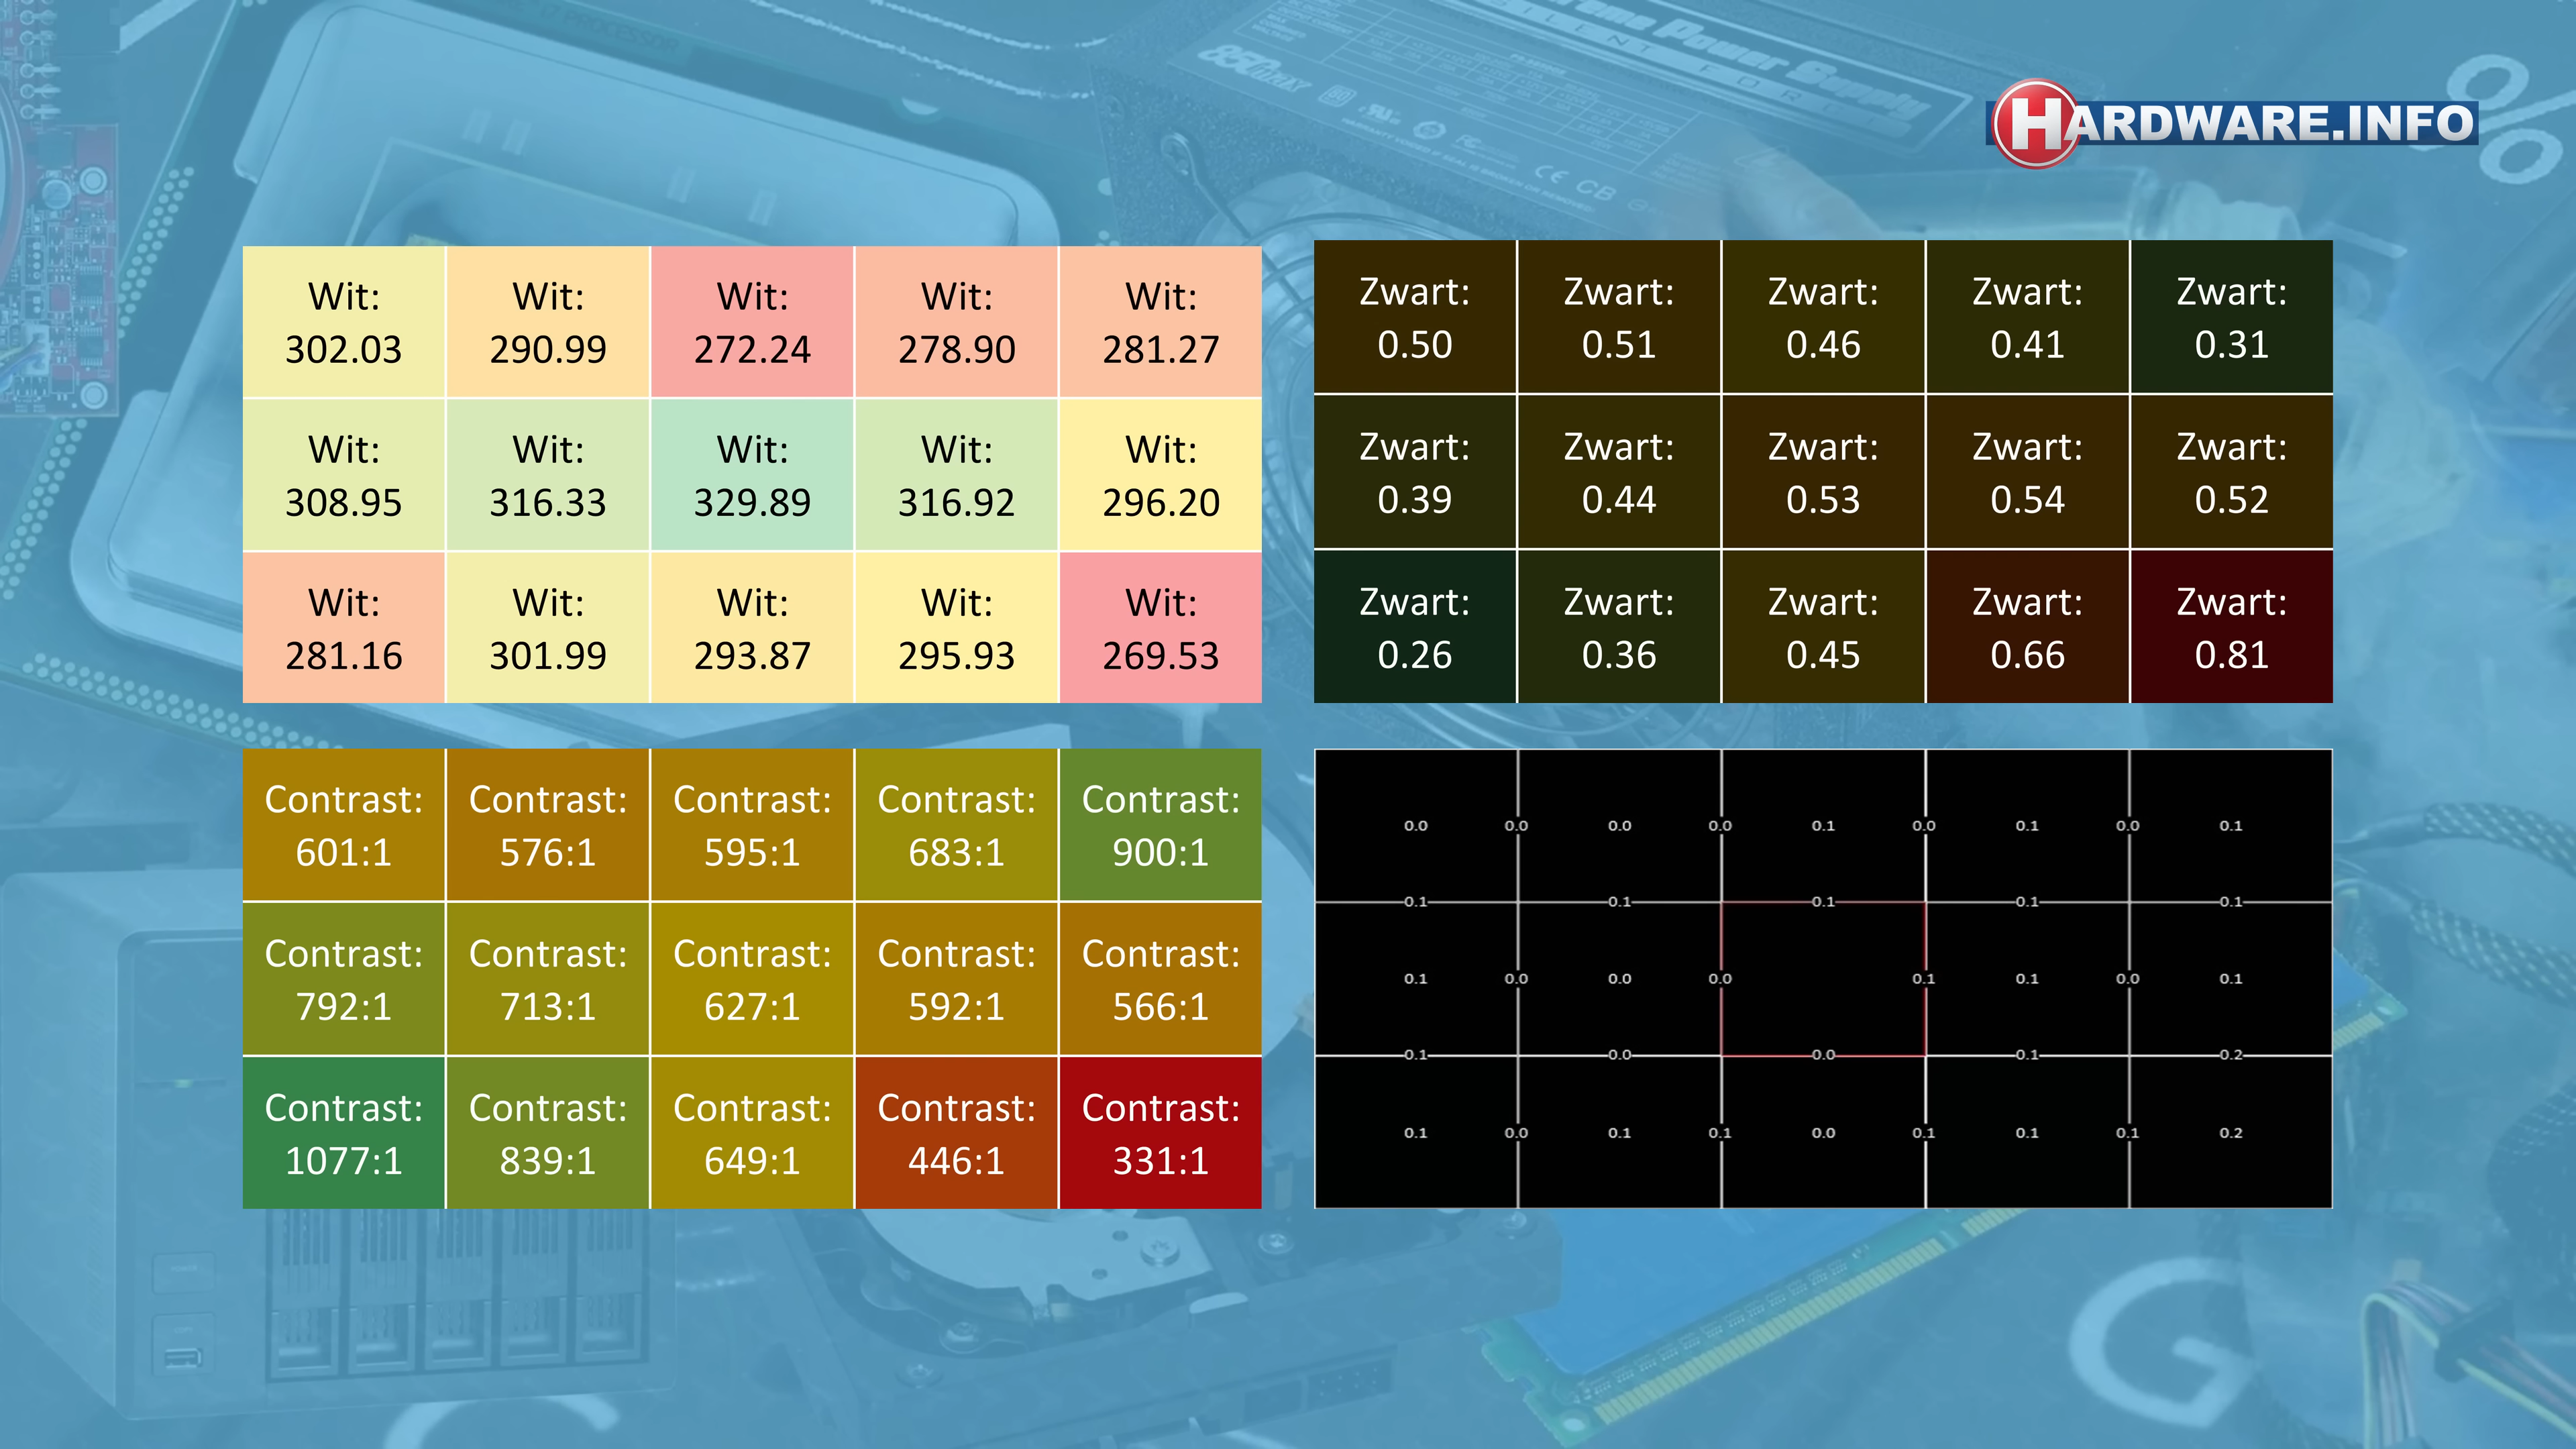 HARDWARE.INFO
Wit: Wit: Wit: Wit: Wit:
302.03 290.99 272.24 278.90 281.27
Wit: Wit: Wit: Wit: Wit:
308.95 316.33 329.89 316.92 296.20
Wit: Wit: Wit: Wit: Wit:
281.16 301.99 293.87 295.93 269.53
Zwart: Zwart: Zwart: Zwart: Zwart:
0.50 0.51 0.46 0.41 0.31
Zwart: Zwart: Zwart: Zwart: Zwart:
0.39 0.44 0.53 0.54 0.52
Zwart: Zwart: Zwart: Zwart: Zwart:
0.26 0.36 0.45 0.66 0.81
Contrast: Contrast: Contrast: Contrast: Contrast:
601:1 576:1 595:1 683:1 900:1
Contrast: Contrast: Contrast: Contrast: Contrast:
792:1 713:1 627:1 592:1 566:1
Contrast: Contrast: Contrast: Contrast: Contrast:
1077:1 839:1 649:1 446:1 331:1
0.0 0.0 0.0 0.0 0.1 0.0 0.1 0.0 0.1
0.1 0.1 0.1 0.1 0.1
0.1 0.0 0.0 0.0 0.1 0.1 0.0 0.1
0.1 0.0 0.0 0.1 0.2
0.1 0.0 0.1 0.1 0.0 0.1 0.1 0.1 0.2
Power Supply
850
CE CB
PROCESSOR
%
G